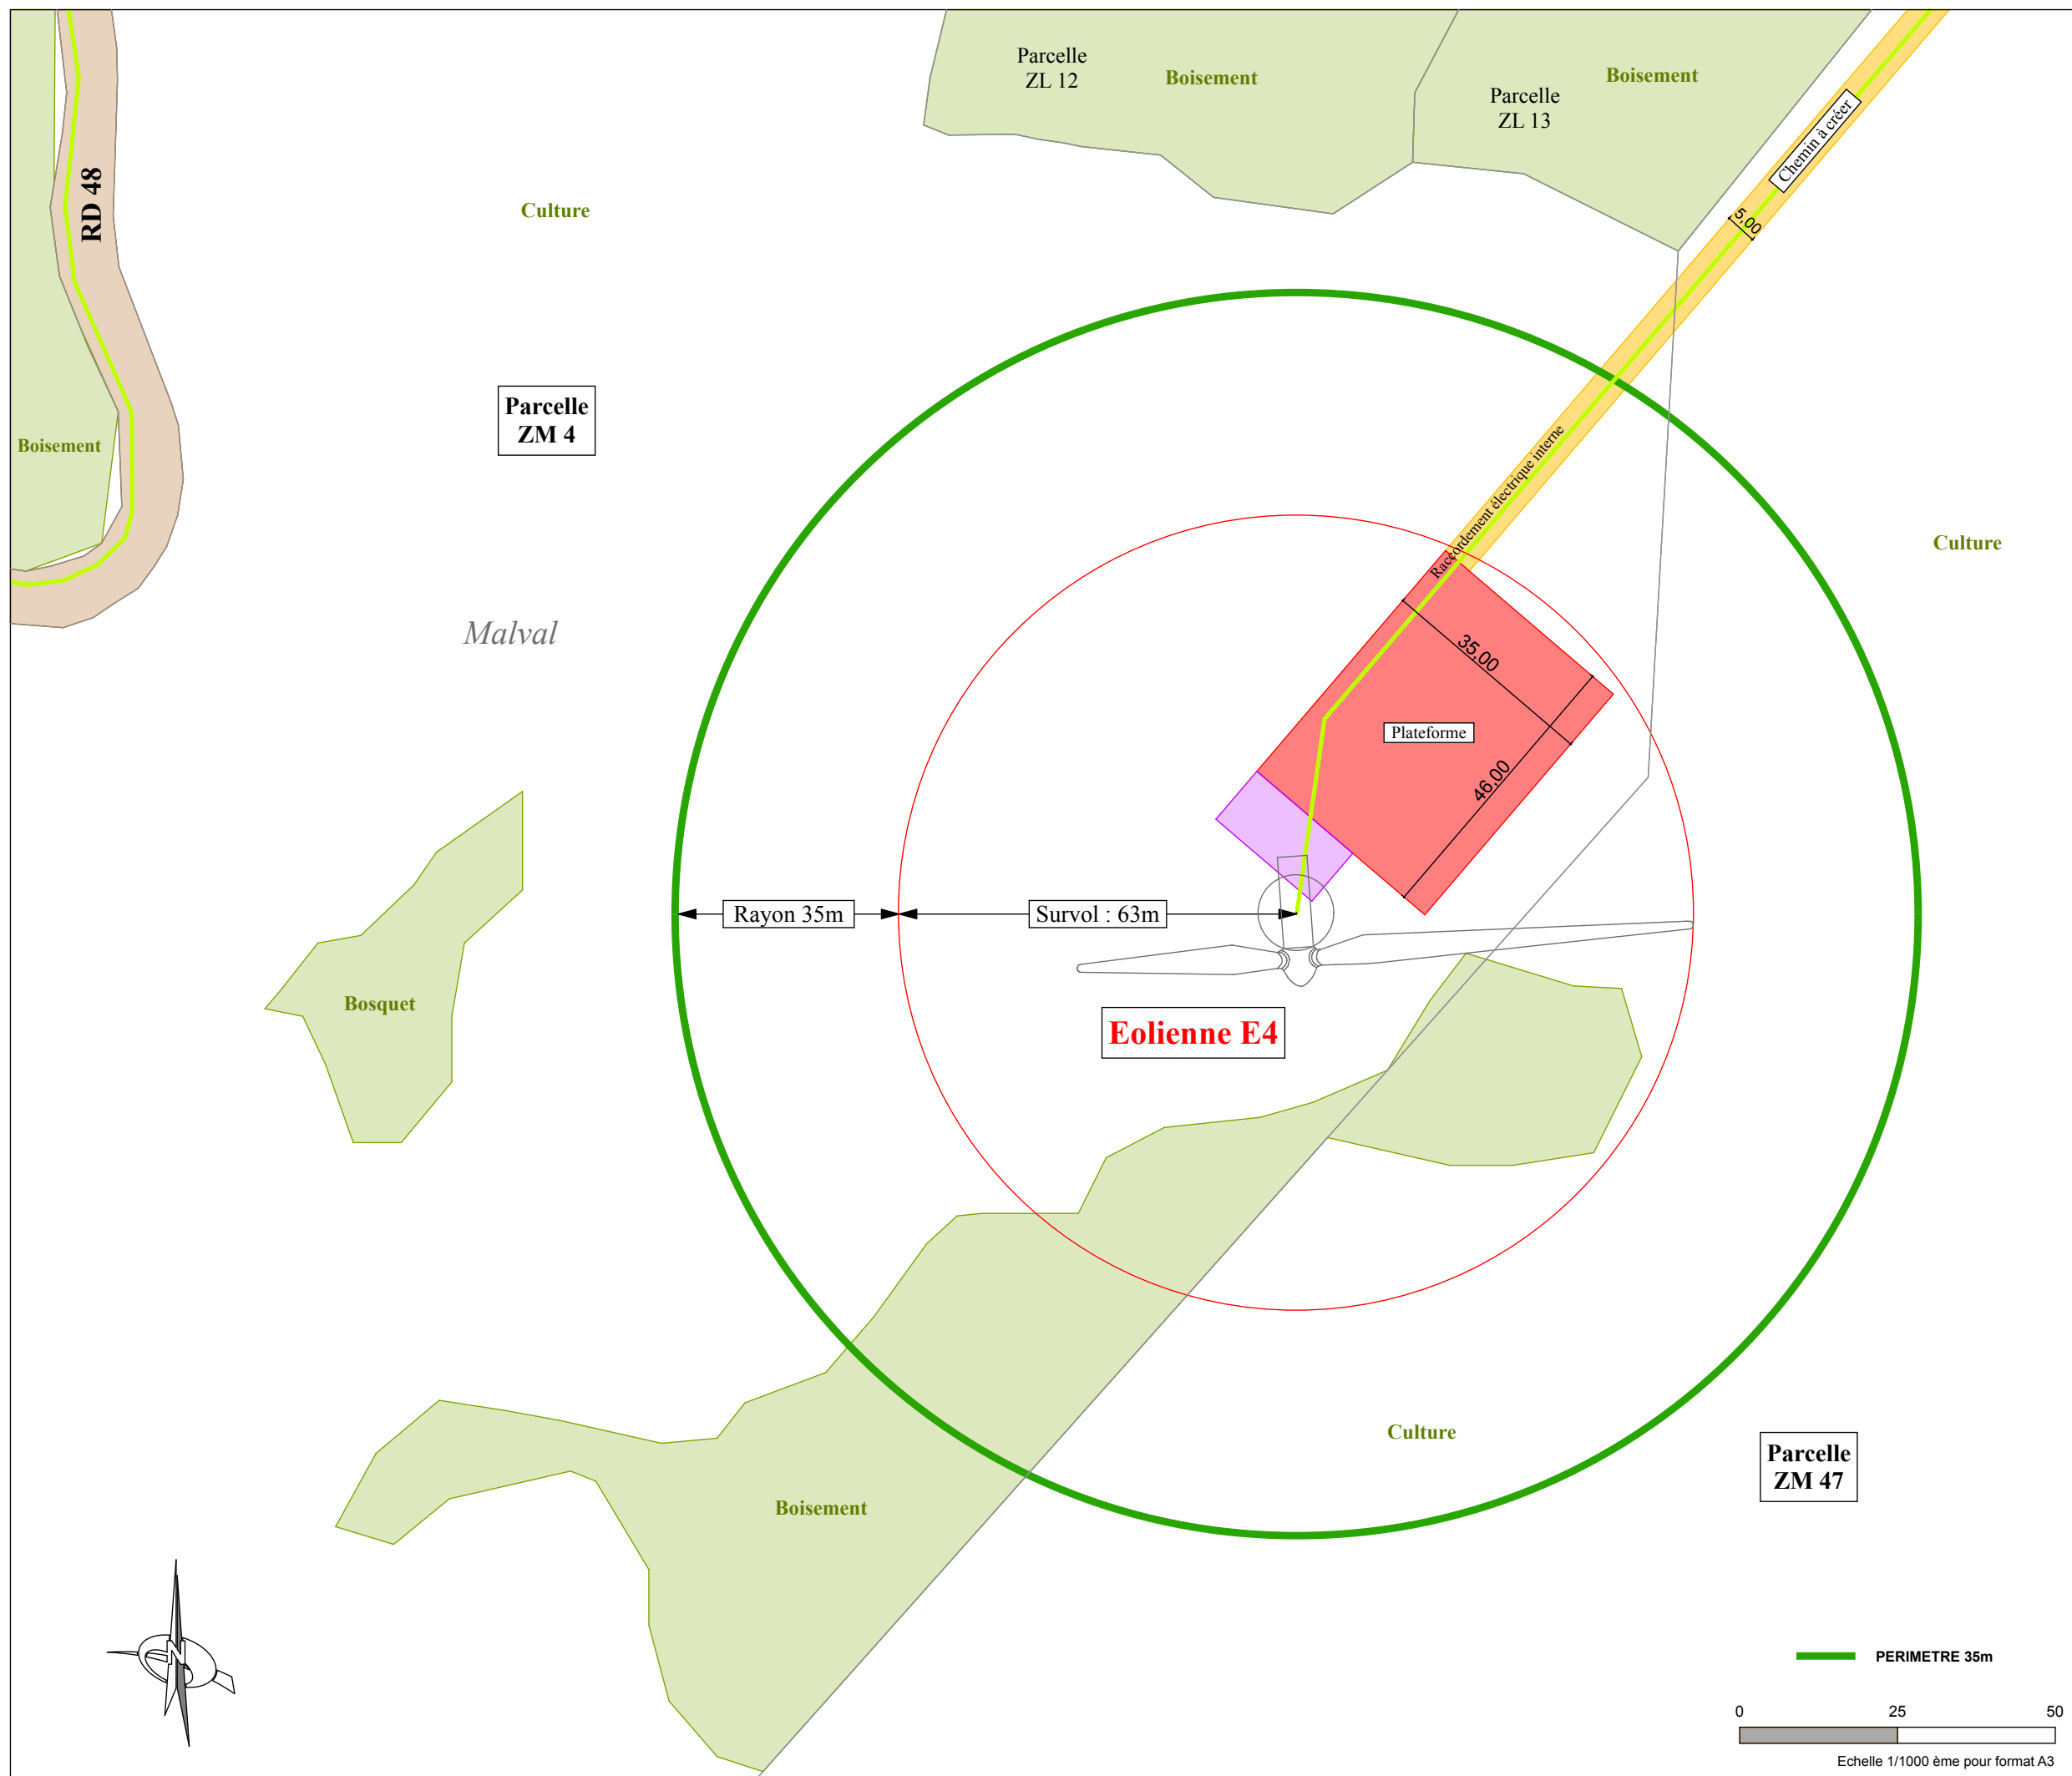 Parcelle
ZL 12
Boisement
Boisement
Parcelle
ZL 13
Chemin à créer
5,00
RD 48
Culture
Parcelle
ZM 4
Boisement
Raccordement électrique interne
Culture
Malval
35,00
Plateforme
46,00
Rayon 35m
Survol : 63m
Bosquet
Eolienne E4
Culture
Parcelle
ZM 47
Boisement
N
PERIMETRE 35m
0 25 50
Echelle 1/1000 ème pour format A3